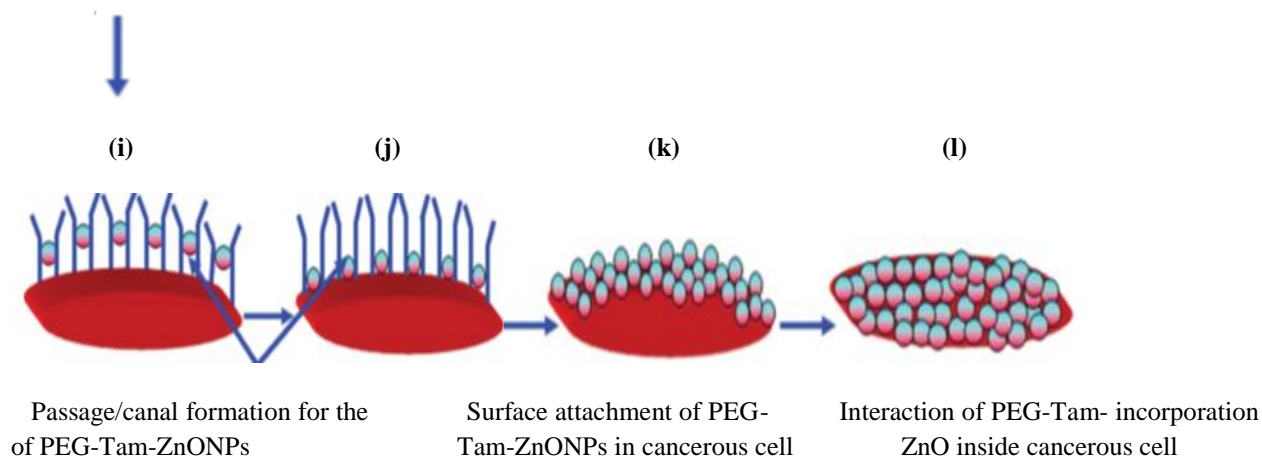 (i) (j) (k) (l)
Passage/canal formation for the
of PEG-Tam-ZnONPs
Surface attachment of PEG-
Tam-ZnONPs in cancerous cell
Interaction of PEG-Tam- incorporation
ZnO inside cancerous cell